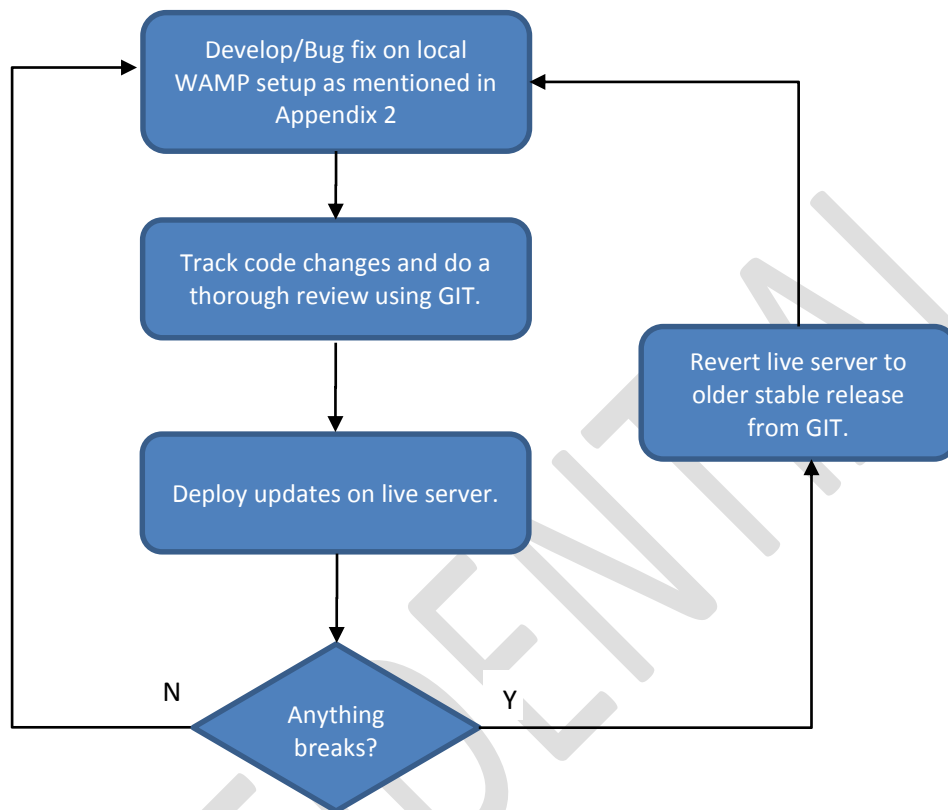 Develop/Bug fix on local
WAMP setup as mentioned in
Appendix 2
Track code changes and do a
thorough review using GIT.
Revert live server to
older stable release
from GIT.
Deploy updates on live server.
N
Y
Anything
breaks?
DENTIAL